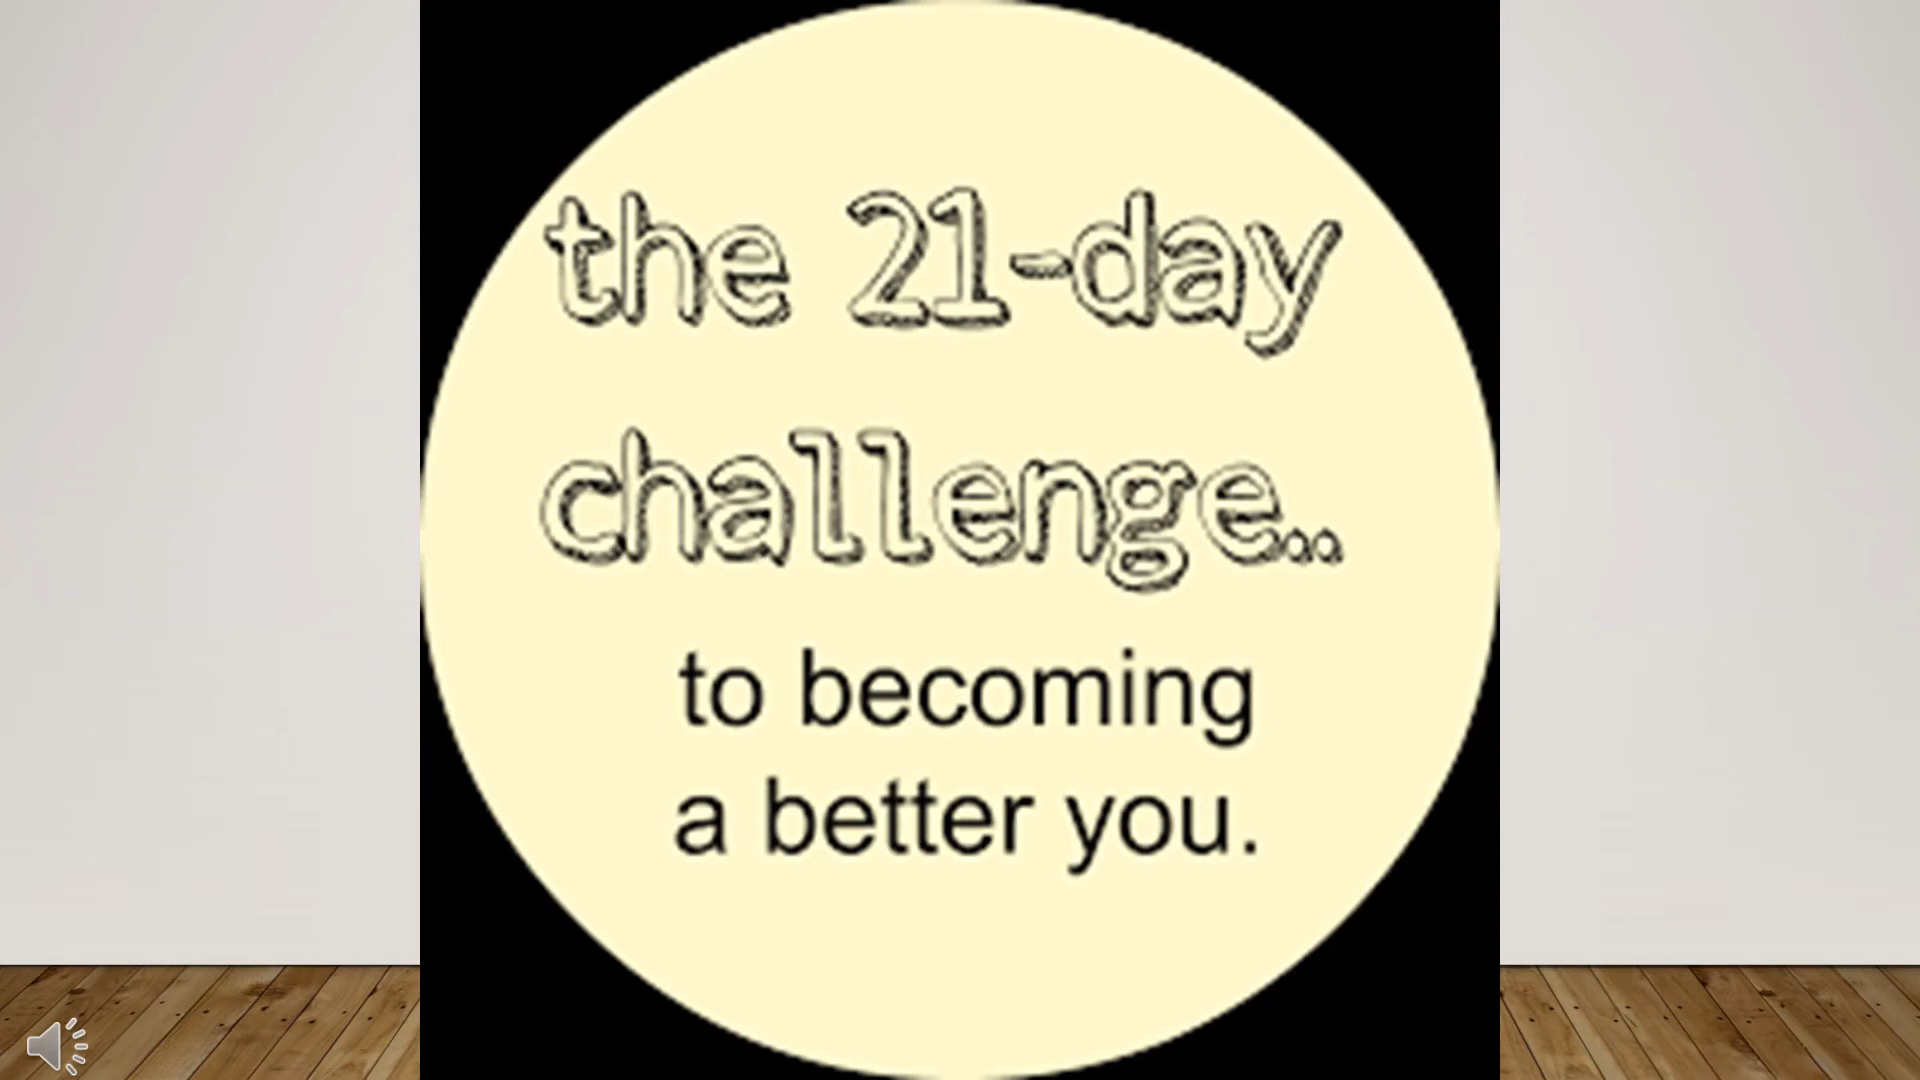 the 21-day
challenge..
to becoming
a better you.